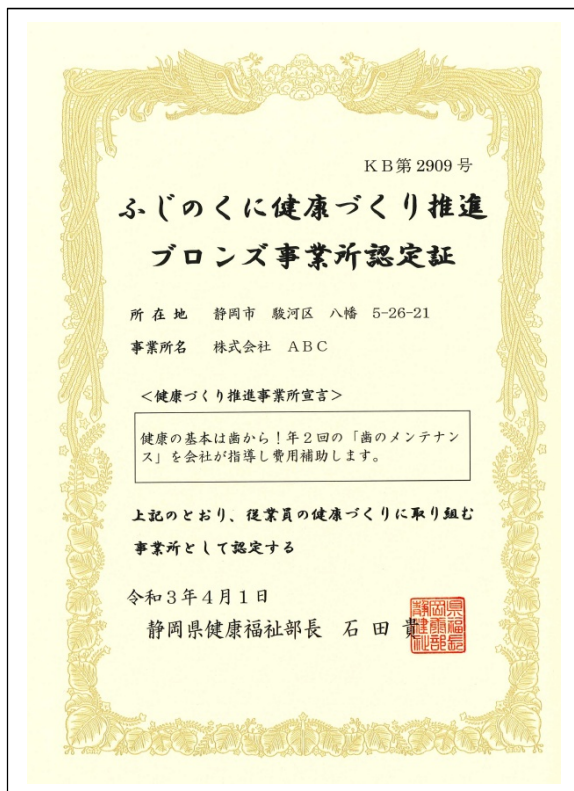 ＫＢ第 2909 号
ふじのくに健康づくり推進
ブロンズ事業所認定証
所 在 地　静岡市　駿河区　八幡　5-26-21
事業所名　株式会社　ＡＢＣ
＜健康づくり推進事業所宣言＞
健康の基本は歯から！年２回の「歯のメンテナン
ス」を会社が指導し費用補助します。
上記のとおり、従業員の健康づくりに取り組む
事業所として認定する
令和３年４月１日
静岡県健康福祉部長　石 田 貴